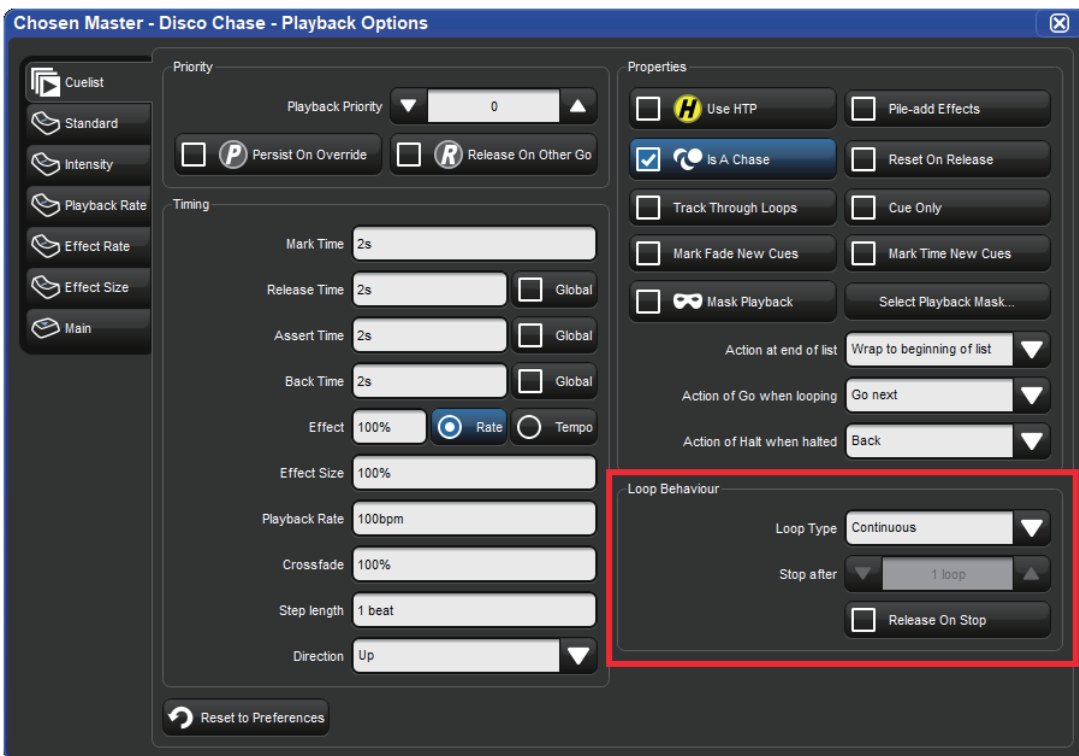 Chosen Master - Disco Chase - Playback Options
Cuelist
Standard
Intensity
Playback Rate
Effect Rate
Effect Size
Main
Priority
Playback Priority 0
P Persist On Override R Release On Other Go
Timing
Mark Time 2s
Release Time 2s Global
Assert Time 2s Global
Back Time 2s Global
Effect 100% Rate Tempo
Effect Size 100%
Playback Rate 100bpm
Crossfade 100%
Step length 1 beat
Direction Up
Reset to Preferences
Properties
H Use HTP Pile-add Effects
Is A Chase Reset On Release
Track Through Loops Cue Only
Mark Fade New Cues Mark Time New Cues
Mask Playback Select Playback Mask...
Action at end of list Wrap to beginning of list
Action of Go when looping Go next
Action of Halt when halted Back
Loop Behaviour
Loop Type Continuous
Stop after 1 loop
Release On Stop